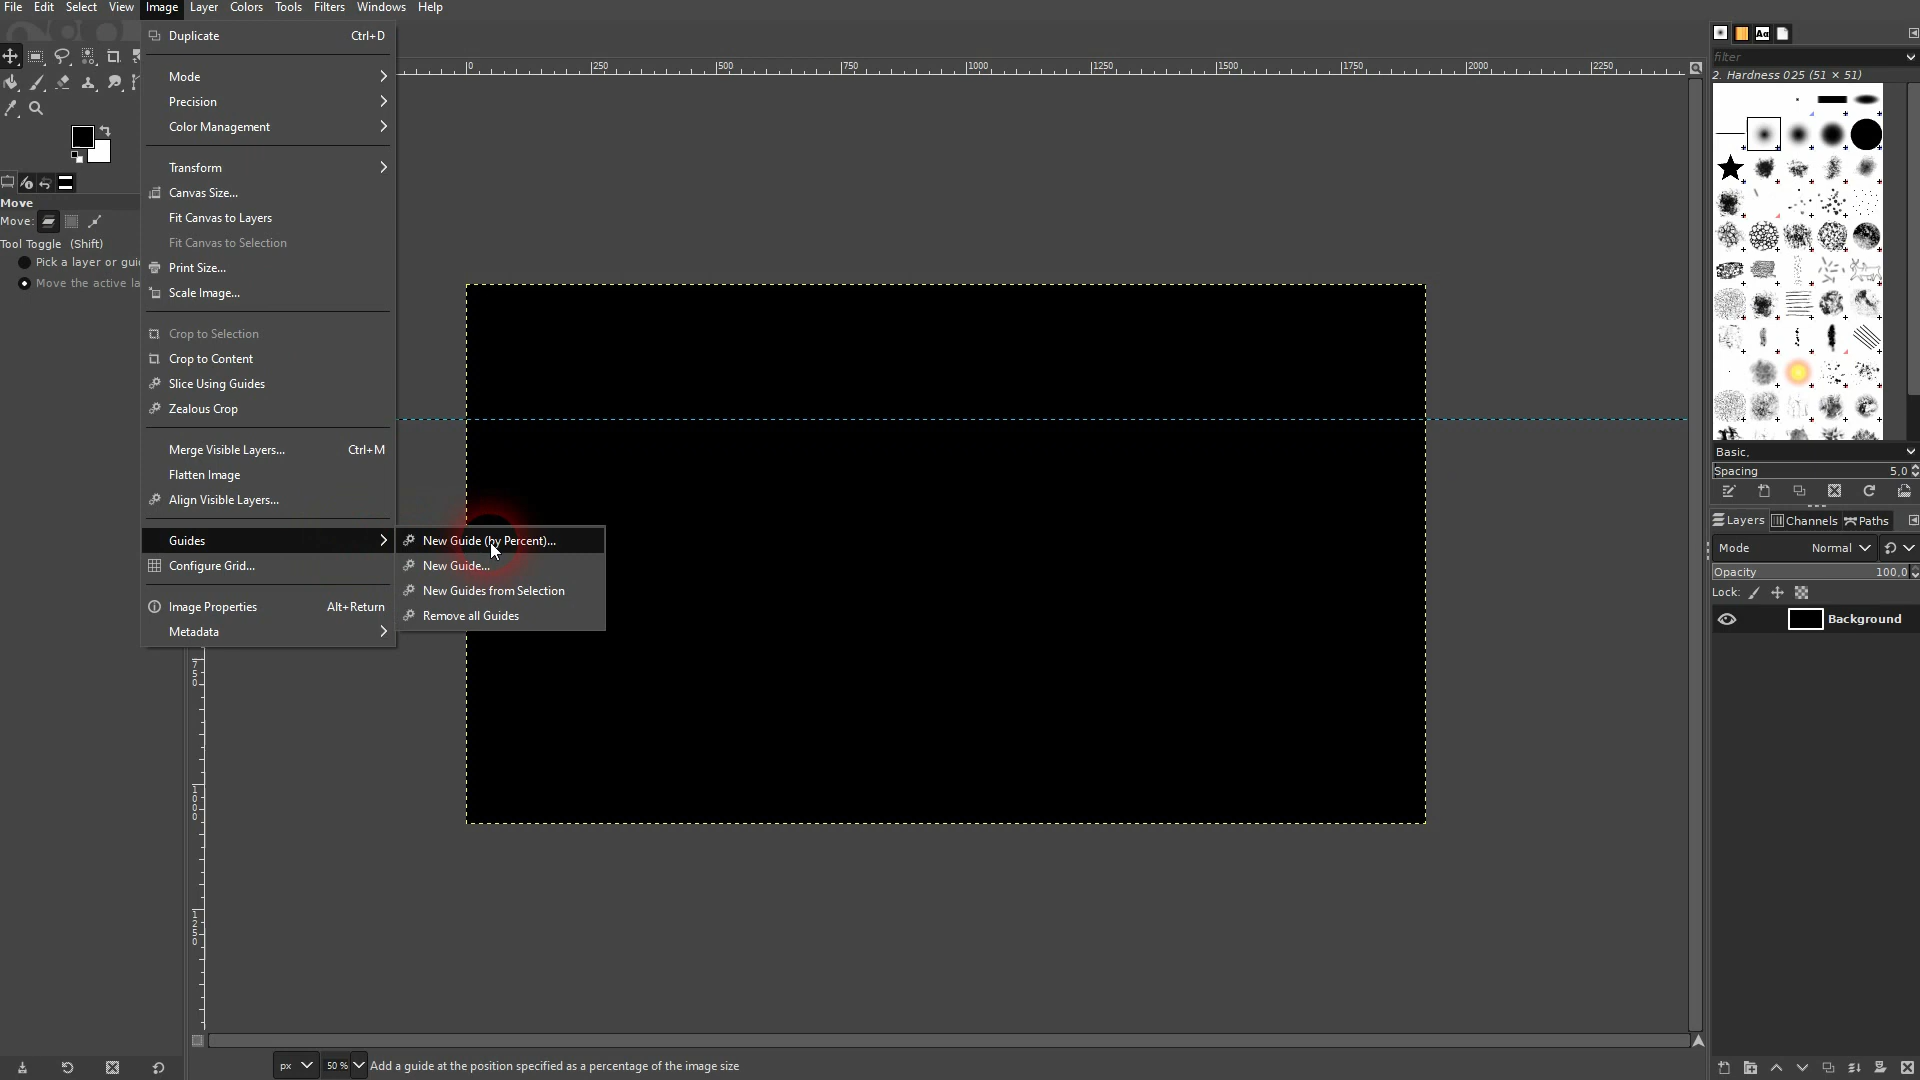 File Edit Select View Image Layer Colors Tools Filters Windows Help
Duplicate Ctrl+D
Mode
Precision
Color Management
Transform
Canvas Size...
Fit Canvas to Layers
Fit Canvas to Selection
Print Size...
Scale Image...
Crop to Selection
Crop to Content
Slice Using Guides
Zealous Crop
Merge Visible Layers... Ctrl+M
Flatten Image
Align Visible Layers...
Guides
Configure Grid...
Image Properties Alt+Return
Metadata
New Guide (by Percent)...
New Guide...
New Guides from Selection
Remove all Guides
Move
Move:
Tool Toggle (Shift)
Pick a layer or gui
Move the active la
0 250 500 750 1000 1250 1500 1750 2000 2250
750
1000
1250
px 50 % Add a guide at the position specified as a percentage of the image size
Aa
filter
2. Hardness 025 (51 × 51)
Basic,
Spacing 5,0
Layers Channels Paths
Mode Normal
Opacity 100,0
Lock:
Background